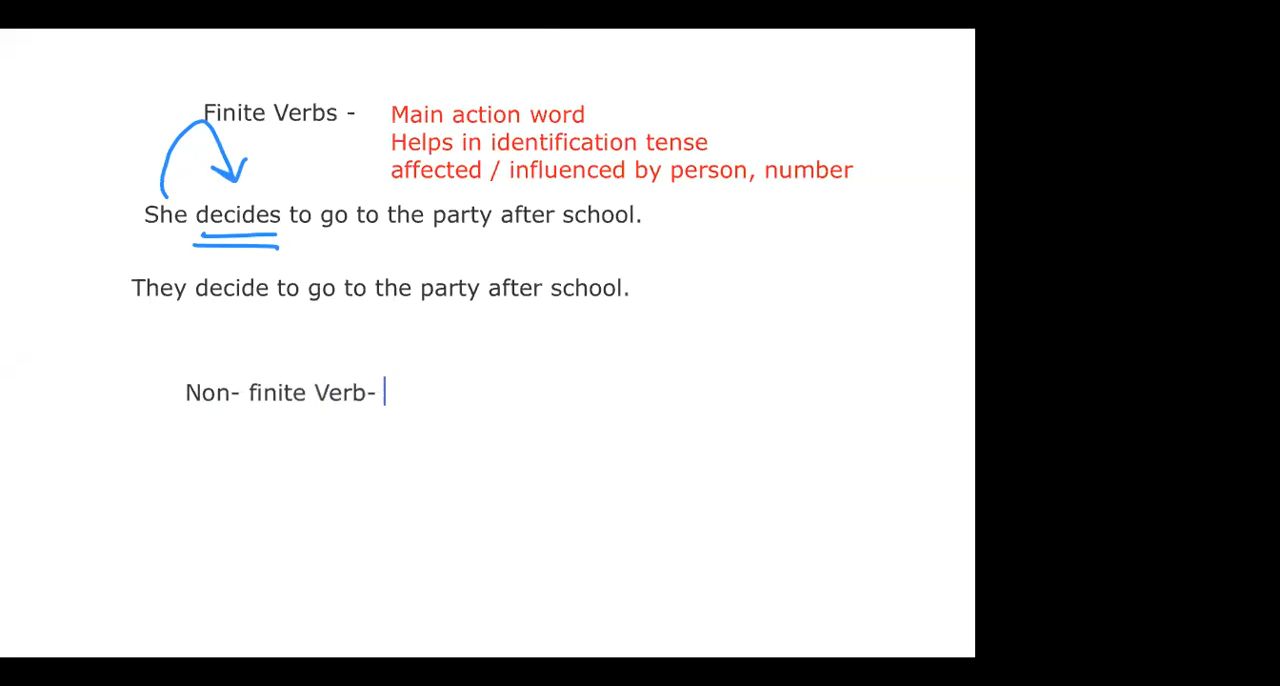 Finite Verbs - Main action word
Helps in identification tense
affected / influenced by person, number
She decides to go to the party after school.
They decide to go to the party after school.
Non- finite Verb-